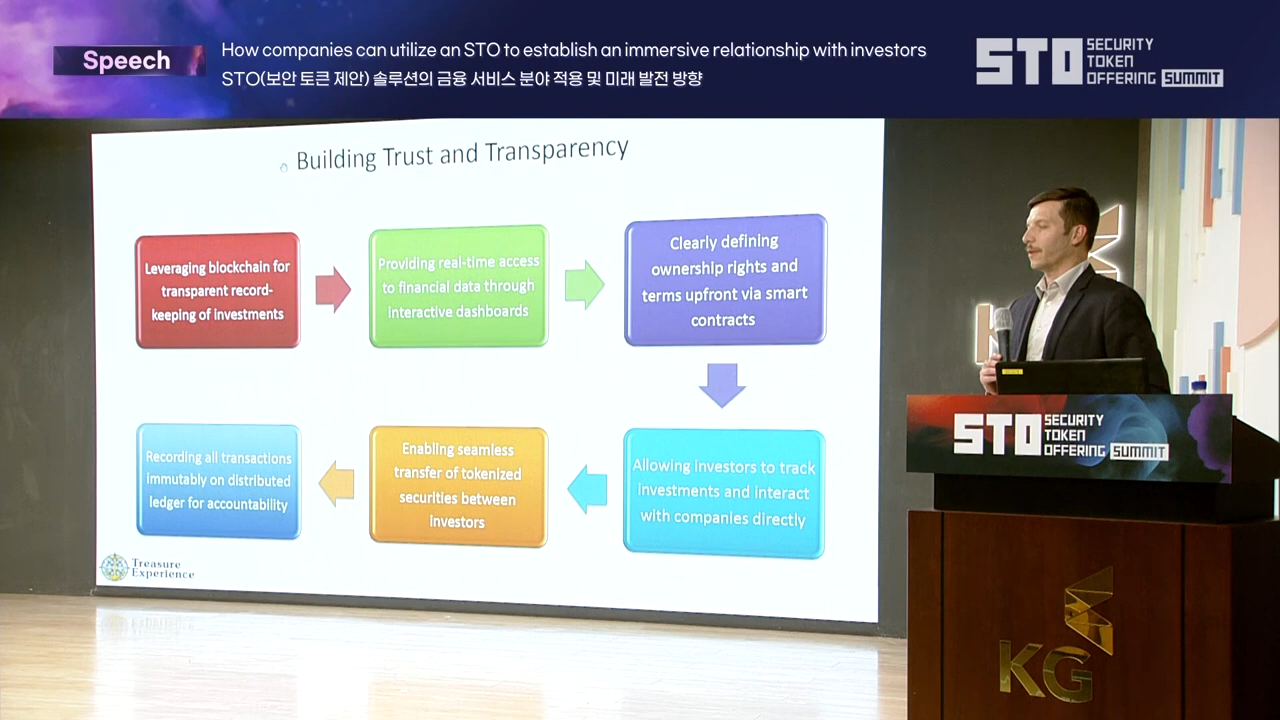 Speech
How companies can utilize an STO to establish an immersive relationship with investors
STO(보안 토큰 제안) 솔루션의 금융 서비스 분야 적용 및 미래 발전 방향
STO
SECURITY
TOKEN
OFFERING SUMMIT
Building Trust and Transparency
Leveraging blockchain for
transparent record-
keeping of investments
Providing real-time access
to financial data through
interactive dashboards
Clearly defining
ownership rights and
terms upfront via smart
contracts
Allowing investors to track
investments and interact
with companies directly
Enabling seamless
transfer of tokenized
securities between
investors
Recording all transactions
immutably on distributed
ledger for accountability
Treasure
Experience
K
STO
SECURITY
TOKEN
OFFERING SUMMIT
KG